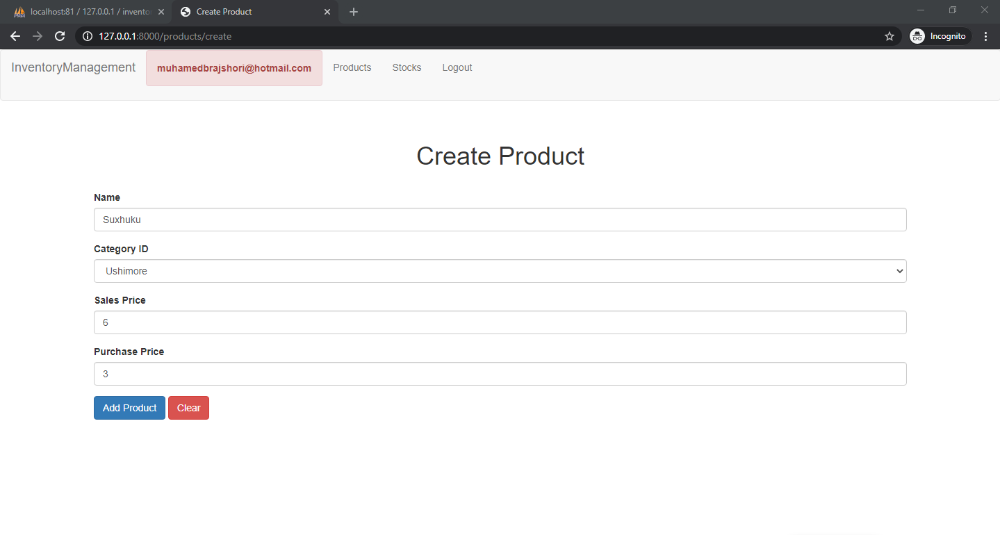 localhost:81 / 127.0.0.1 / invento
Create Product
127.0.0.1:8000/products/create
Incognito
InventoryManagement
muhamedbrajshori@hotmail.com
Products
Stocks
Logout
Create Product
Name
Suxhuku
Category ID
Ushimore
Sales Price
6
Purchase Price
3
Add Product
Clear